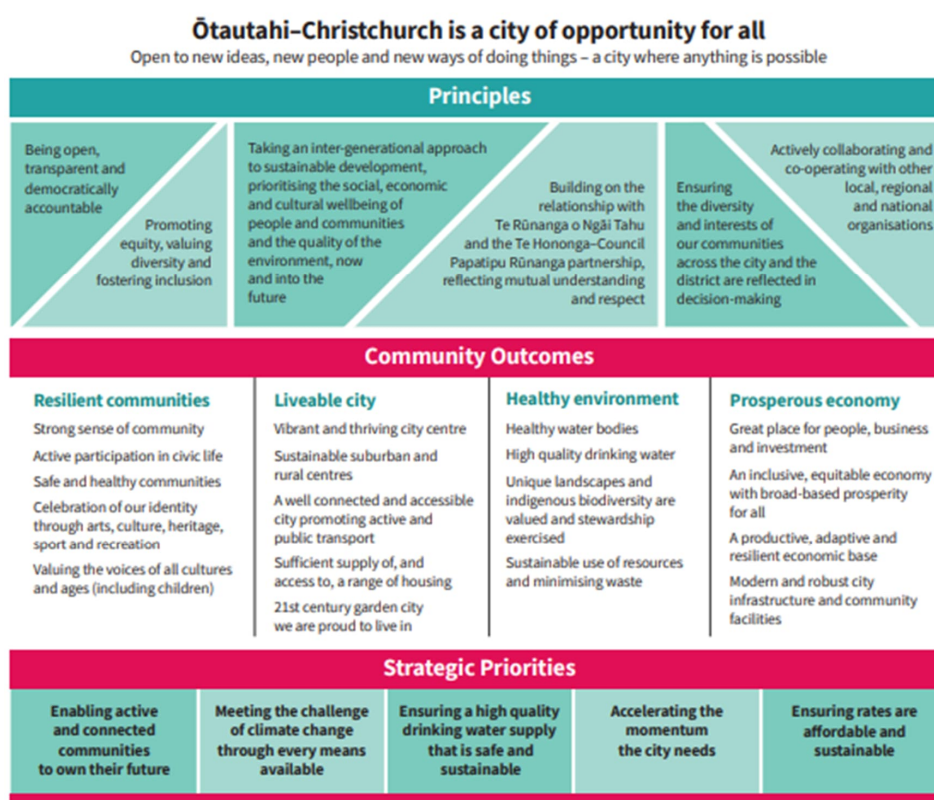 Ōtautahi–Christchurch is a city of opportunity for all
Open to new ideas, new people and new ways of doing things – a city where anything is possible
Principles
Being open,
transparent and
democratically
accountable
Promoting
equity, valuing
diversity and
fostering inclusion
Taking an inter-generational approach
to sustainable development,
prioritising the social, economic
and cultural wellbeing of
people and communities
and the quality of the
environment, now
and into the
future
Building on the
relationship with
Te Rūnanga o Ngāi Tahu
and the Te Hononga–Council
Papatipu Rūnanga partnership,
reflecting mutual understanding
and respect
Ensuring
the diversity
and interests of
our communities
across the city and the
district are reflected in
decision-making
Actively collaborating and
co-operating with other
local, regional
and national
organisations
Community Outcomes
Resilient communities
Strong sense of community
Active participation in civic life
Safe and healthy communities
Celebration of our identity
through arts, culture, heritage,
sport and recreation
Valuing the voices of all cultures
and ages (including children)
Liveable city
Vibrant and thriving city centre
Sustainable suburban and
rural centres
A well connected and accessible
city promoting active and
public transport
Sufficient supply of, and
access to, a range of housing
21st century garden city
we are proud to live in
Healthy environment
Healthy water bodies
High quality drinking water
Unique landscapes and
indigenous biodiversity are
valued and stewardship
exercised
Sustainable use of resources
and minimising waste
Prosperous economy
Great place for people, business
and investment
An inclusive, equitable economy
with broad-based prosperity
for all
A productive, adaptive and
resilient economic base
Modern and robust city
infrastructure and community
facilities
Strategic Priorities
Enabling active
and connected
communities
to own their future
Meeting the challenge
of climate change
through every means
available
Ensuring a high quality
drinking water supply
that is safe and
sustainable
Accelerating the
momentum
the city needs
Ensuring rates are
affordable and
sustainable